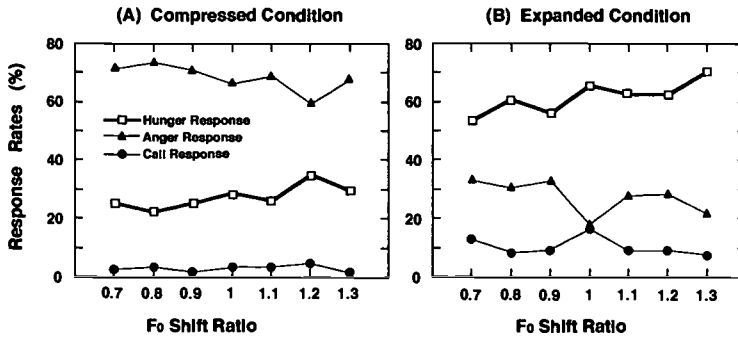 (A) Compressed Condition
(B) Expanded Condition
Response Rates (%)
80
60
40
20
0
Hunger Response
Anger Response
Call Response
0.7 0.8 0.9 1 1.1 1.2 1.3
F0 Shift Ratio
80
60
40
20
0
0.7 0.8 0.9 1 1.1 1.2 1.3
F0 Shift Ratio